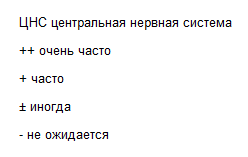 ЦНС центральная нервная система
++ очень часто
+ часто
± иногда
- не ожидается